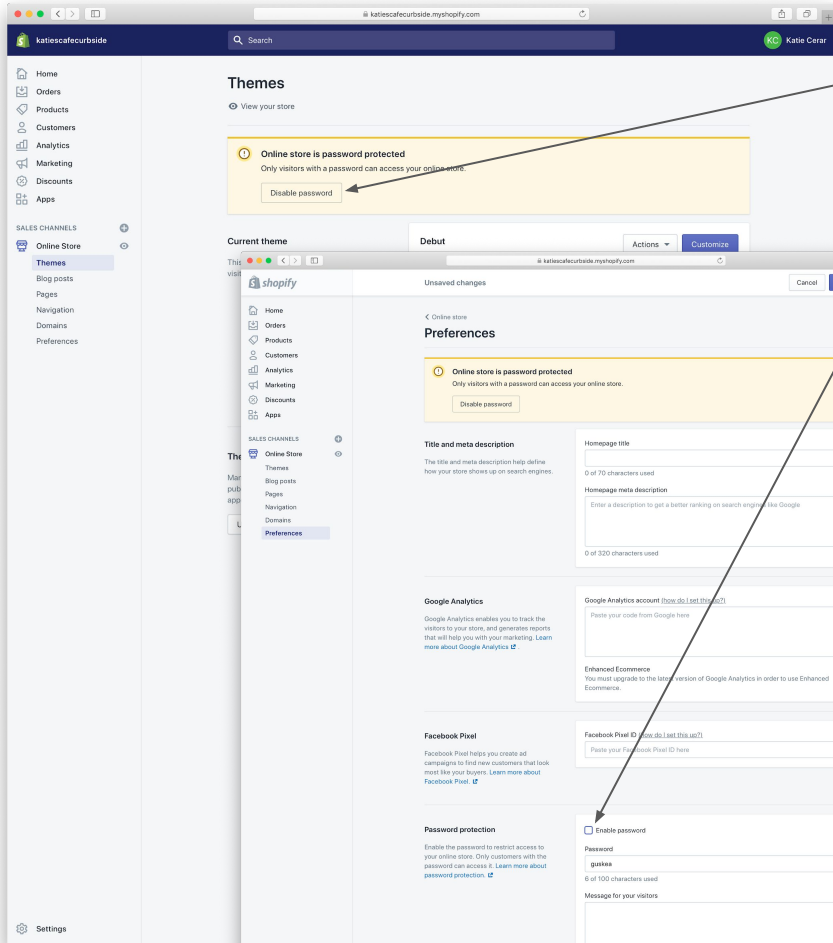 katiescafecurbside.myshopify.com
katiescafecurbside
Search
KC Katie Cerar
Home
Orders
Products
Customers
Analytics
Marketing
Discounts
Apps
SALES CHANNELS
Online Store
Themes
Blog posts
Pages
Navigation
Domains
Preferences
Settings
Themes
View your store
Online store is password protected
Only visitors with a password can access your online store.
Disable password
Current theme
This
visit
Debut
Actions
Customize
The
Mar
pub
app
katiescafecurbside.myshopify.com
shopify
Unsaved changes
Cancel
Home
Orders
Products
Customers
Analytics
Marketing
Discounts
Apps
SALES CHANNELS
Online Store
Themes
Blog posts
Pages
Navigation
Domains
Preferences
Online store
Preferences
Online store is password protected
Only visitors with a password can access your online store.
Disable password
Title and meta description
The title and meta description help define
how your store shows up on search engines.
Homepage title
0 of 70 characters used
Homepage meta description
Enter a description to get a better ranking on search engines like Google
0 of 320 characters used
Google Analytics
Google Analytics enables you to track the
visitors to your store, and generates reports
that will help you with your marketing. Learn
more about Google Analytics .
Google Analytics account (how do I set this up?)
Paste your code from Google here
Enhanced Ecommerce
You must upgrade to the latest version of Google Analytics in order to use Enhanced
Ecommerce.
Facebook Pixel
Facebook Pixel helps you create ad
campaigns to find new customers that look
most like your buyers. Learn more about
Facebook Pixel.
Facebook Pixel ID (how do I set this up?)
Paste your Facebook Pixel ID here
Password protection
Enable the password to restrict access to
your online store. Only customers with the
password can access it. Learn more about
password protection.
Enable password
Password
guskea
6 of 100 characters used
Message for your visitors